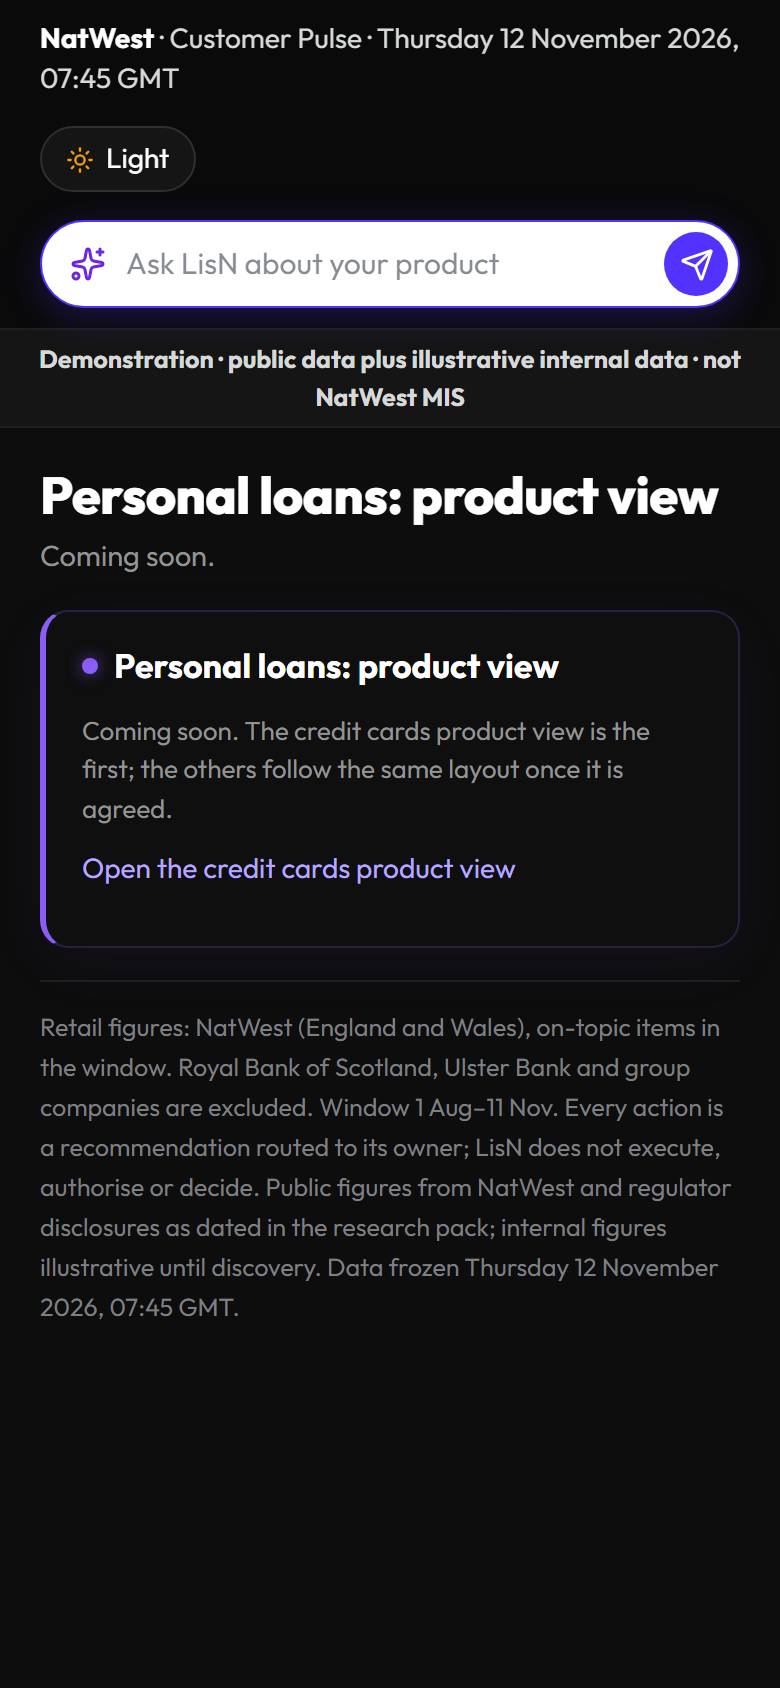 NatWest · Customer Pulse · Thursday 12 November 2026,
07:45 GMT
Light
Ask LisN about your product
Demonstration · public data plus illustrative internal data · not
NatWest MIS
Personal loans: product view
Coming soon.
Personal loans: product view
Coming soon. The credit cards product view is the
first; the others follow the same layout once it is
agreed.
Open the credit cards product view
Retail figures: NatWest (England and Wales), on-topic items in
the window. Royal Bank of Scotland, Ulster Bank and group
companies are excluded. Window 1 Aug–11 Nov. Every action is
a recommendation routed to its owner; LisN does not execute,
authorise or decide. Public figures from NatWest and regulator
disclosures as dated in the research pack; internal figures
illustrative until discovery. Data frozen Thursday 12 November
2026, 07:45 GMT.